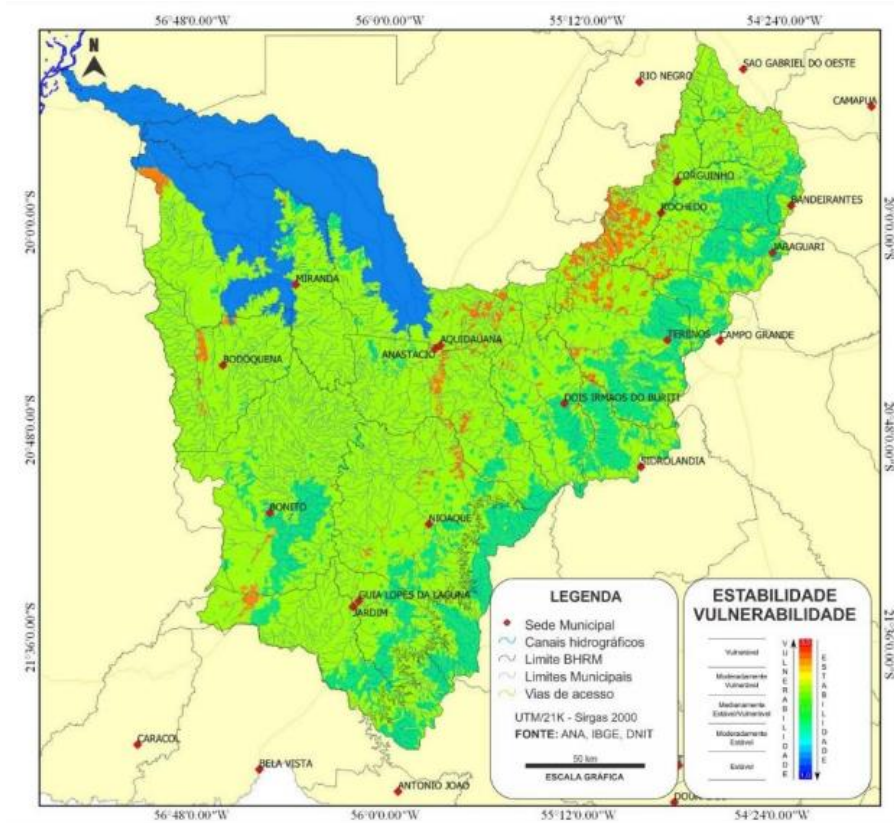 56°48'0.00"W
56°0'0.00"W
55°12'0.00"W
54°24'0.00"W
N
SAO GABRIEL DO OESTE
RIO NEGRO
CAMAPUA
CORGUINHO
ROCHEDO
BANDEIRANTES
20°0'0.00"S
20°0'0.00"S
JARAGUARI
MIRANDA
TERENOS
CAMPO GRANDE
AQUIDAUANA
ANASTACIO
BODOQUENA
DOIS IRMAOS DO BURITI
20°48'0.00"S
20°48'0.00"S
SIDROLANDIA
BONITO
NIOAQUE
GUIA LOPES DA LAGUNA
JARDIM
21°36'0.00"S
21°36'0.00"S
LEGENDA
Sede Municipal
Canais hidrográficos
Limite BHRM
Limites Municipais
Vias de acesso
UTM/21K - Sirgas 2000
FONTE: ANA, IBGE, DNIT
50 km
ESCALA GRÁFICA
ESTABILIDADE
VULNERABILIDADE
Vulnerável
Moderadamente
Vulnerável
Medianamente
Estável/Vulnerável
Moderadamente
Estável
Estável
VULNERABILIDADE
ESTABILIDADE
CARACOL
BELA VISTA
ANTONIO JOAO
56°48'0.00"W
56°0'0.00"W
55°12'0.00"W
54°24'0.00"W